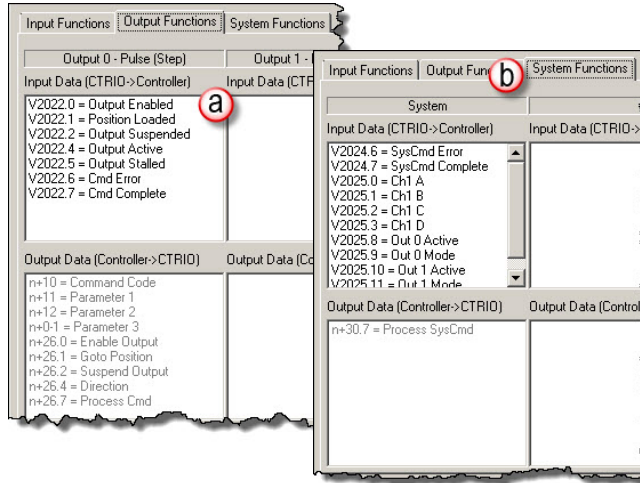 Input Functions Output Functions System Functions
Output 0 - Pulse (Step) Output 1 -
Input Data (CTRIO->Controller) Input Data (CTR
V2022.0 = Output Enabled
V2022.1 = Position Loaded
V2022.2 = Output Suspended
V2022.4 = Output Active
V2022.5 = Output Stalled
V2022.6 = Cmd Error
V2022.7 = Cmd Complete
a
Output Data (Controller->CTRIO) Output Data (Co
n+10 = Command Code
n+11 = Parameter 1
n+12 = Parameter 2
n+0-1 = Parameter 3
n+26.0 = Enable Output
n+26.1 = Goto Position
n+26.2 = Suspend Output
n+26.4 = Direction
n+26.7 = Process Cmd
Input Functions Output Fun b System Functions
System
Input Data (CTRIO->Controller) Input Data (CTRIO->
V2024.6 = SysCmd Error
V2024.7 = SysCmd Complete
V2025.0 = Ch1 A
V2025.1 = Ch1 B
V2025.2 = Ch1 C
V2025.3 = Ch1 D
V2025.8 = Out 0 Active
V2025.9 = Out 0 Mode
V2025.10 = Out 1 Active
V2025.11 = Out 1 Mode
Output Data (Controller->CTRIO) Output Data (Control
n+30.7 = Process SysCmd